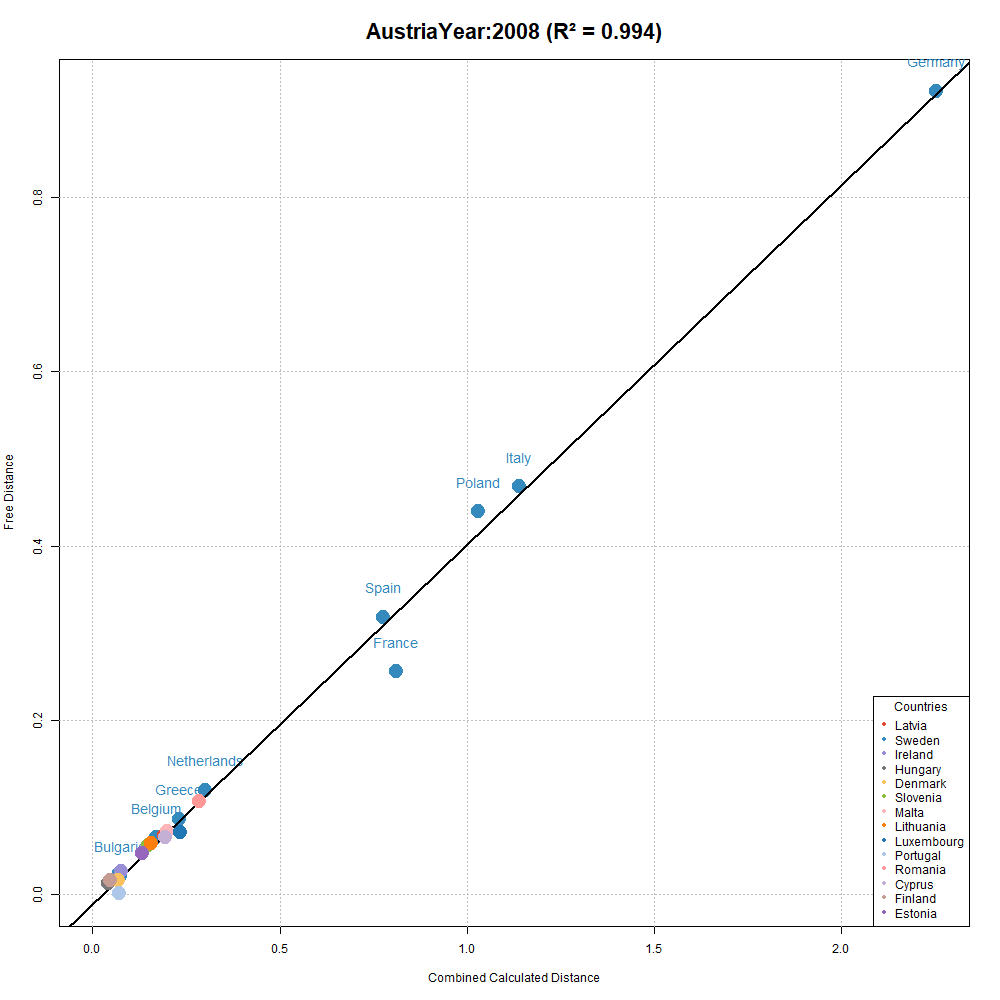 AustriaYear:2008 (R² = 0.994)
Germany
Italy
Poland
Spain
France
Netherlands
Greece
Belgium
Bulgaria
0.8
0.6
0.4
0.2
0.0
Free Distance
0.0 0.5 1.0 1.5 2.0
Combined Calculated Distance
Countries
Latvia
Sweden
Ireland
Hungary
Denmark
Slovenia
Malta
Lithuania
Luxembourg
Portugal
Romania
Cyprus
Finland
Estonia